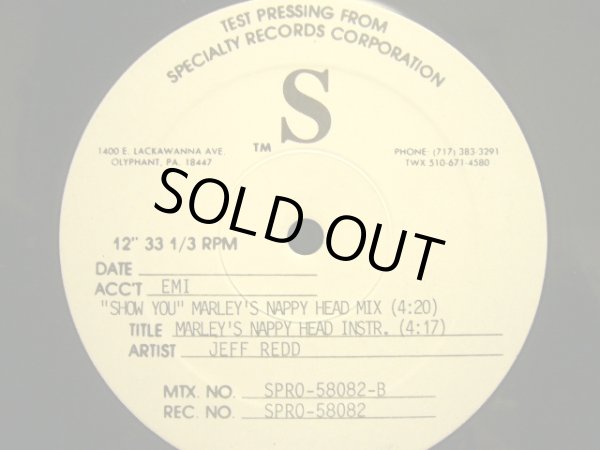 TEST PRESSING FROM
SPECIALTY RECORDS CORPORATION
S
TM
1400 E. LACKAWANNA AVE.
OLYPHANT, PA. 18447
PHONE: (717) 383-3291
TWX 510-671-4580
SOLD OUT
12" 33 1/3 RPM
DATE
ACC'T EMI
"SHOW YOU" MARLEY'S NAPPY HEAD MIX (4:20)
TITLE MARLEY'S NAPPY HEAD INSTR. (4:17)
ARTIST JEFF REDD
MTX. NO. SPRO-58082-B
REC. NO. SPRO-58082